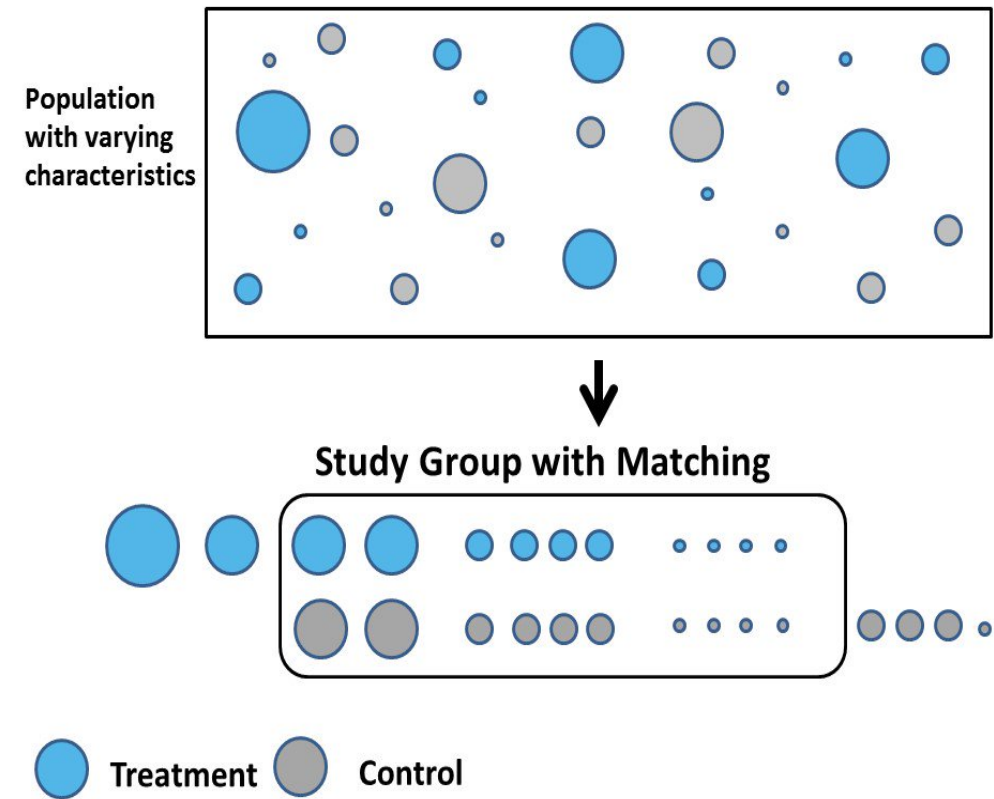 Population
with varying
characteristics
Study Group with Matching
Treatment
Control